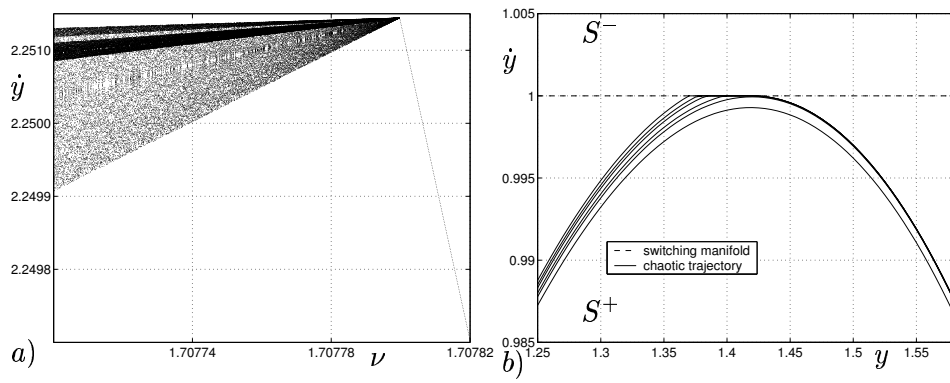 2.2510
ẏ
2.2500
2.2499
2.2498
1.70774
1.70778
1.70782
ν
a)
1.005
S⁻
ẏ
1
0.995
0.99
0.985
switching manifold
chaotic trajectory
S⁺
1.25
1.3
1.35
1.4
1.45
1.5
1.55
y
b)